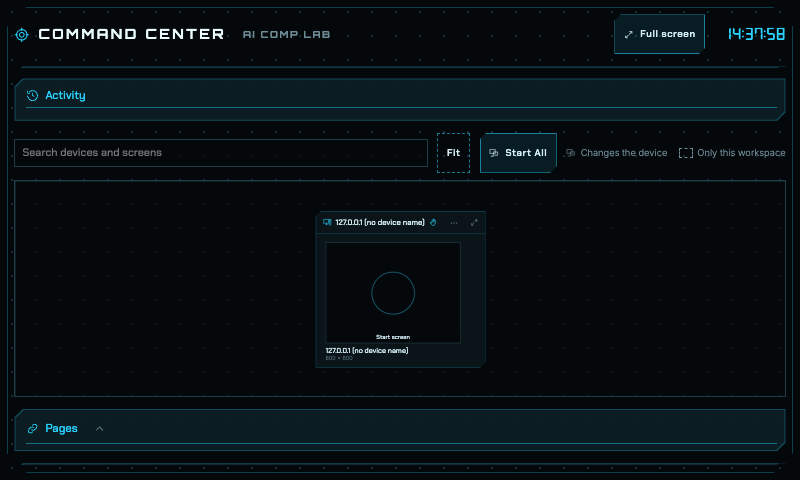 COMMAND CENTER
AI COMP LAB
Full screen
14:37:58
Activity
Search devices and screens
Fit
Start All
Changes the device
Only this workspace
127.0.0.1 (no device name)
Start screen
127.0.0.1 (no device name)
800 × 600
Pages